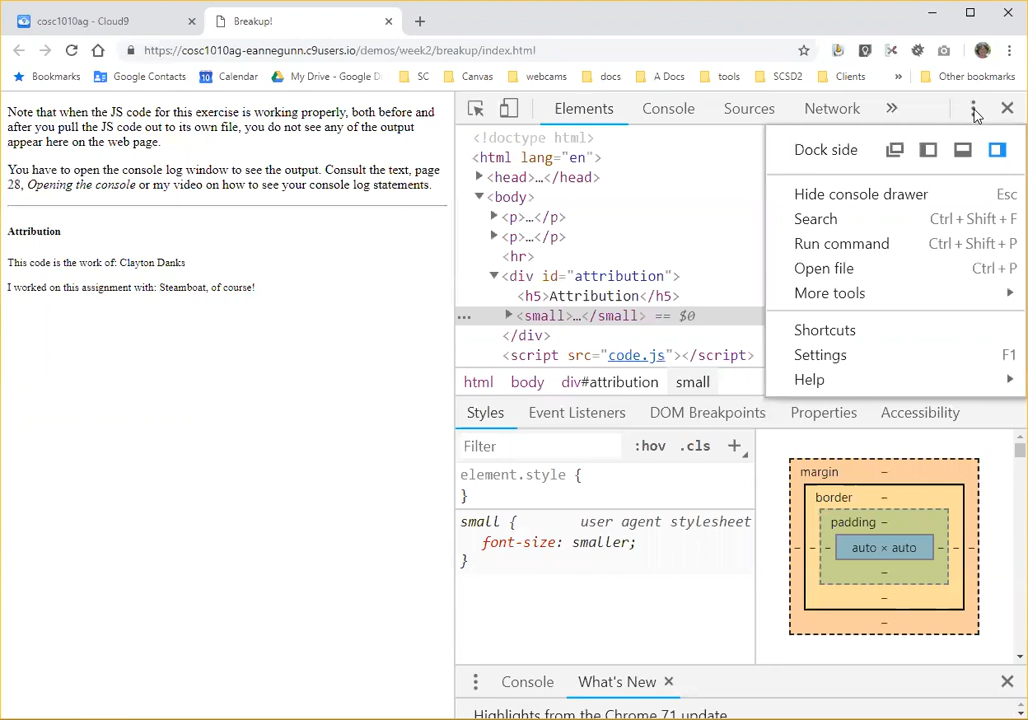 cosc1010ag - Cloud9
Breakup!
https://cosc1010ag-eannegunn.c9users.io/demos/week2/breakup/index.html
Bookmarks
Google Contacts
10 Calendar
My Drive - Google D
SC
Canvas
webcams
docs
A Docs
tools
SCSD2
Clients
»
Other bookmarks
Note that when the JS code for this exercise is working properly, both before and
after you pull the JS code out to its own file, you do not see any of the output
appear here on the web page.
You have to open the console log window to see the output. Consult the text, page
28, Opening the console or my video on how to see your console log statements.
Attribution
This code is the work of: Clayton Danks
I worked on this assignment with: Steamboat, of course!
Elements Console Sources Network »
<!doctype html>
<html lang="en">
<head>…</head>
<body>
<p>…</p>
<p>…</p>
<hr>
<div id="attribution">
<h5>Attribution</h5>
... <small>…</small> == $0
</div>
<script src="code.js"></script>
html body div#attribution small
Dock side
Hide console drawer Esc
Search Ctrl + Shift + F
Run command Ctrl + Shift + P
Open file Ctrl + P
More tools
Shortcuts
Settings F1
Help
Styles Event Listeners DOM Breakpoints Properties Accessibility
Filter :hov .cls +
element.style {
}
small { user agent stylesheet
font-size: smaller;
}
margin –
border –
padding –
– – – auto × auto – – –
–
–
–
Console What's New
Highlights from the Chrome 71 update